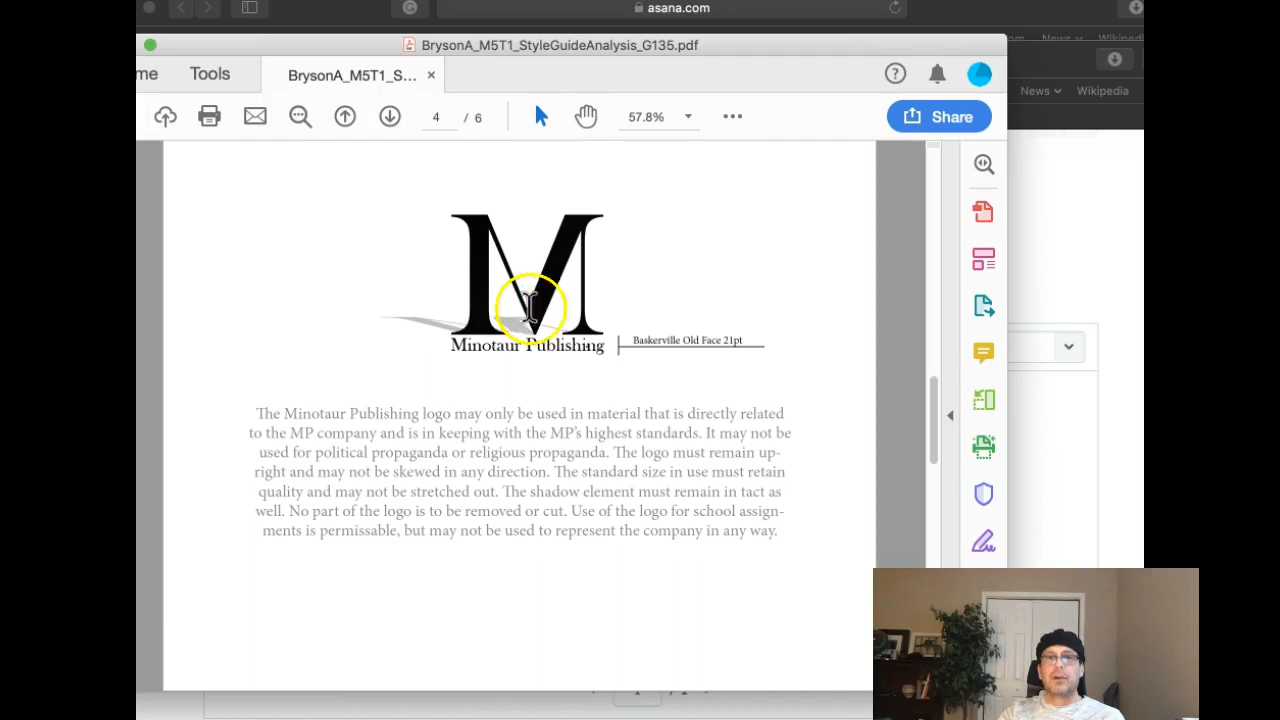 asana.com
News
Wikipedia
BrysonA_M5T1_StyleGuideAnalysis_G135.pdf
me
Tools
BrysonA_M5T1_S...
News
Wikipedia
4 / 6
57.8%
Share
M
Minotaur Publishing
Baskerville Old Face 21pt
The Minotaur Publishing logo may only be used in material that is directly related
to the MP company and is in keeping with the MP's highest standards. It may not be
used for political propaganda or religious propaganda. The logo must remain up-
right and may not be skewed in any direction. The standard size in use must retain
quality and may not be stretched out. The shadow element must remain in tact as
well. No part of the logo is to be removed or cut. Use of the logo for school assign-
ments is permissable, but may not be used to represent the company in any way.